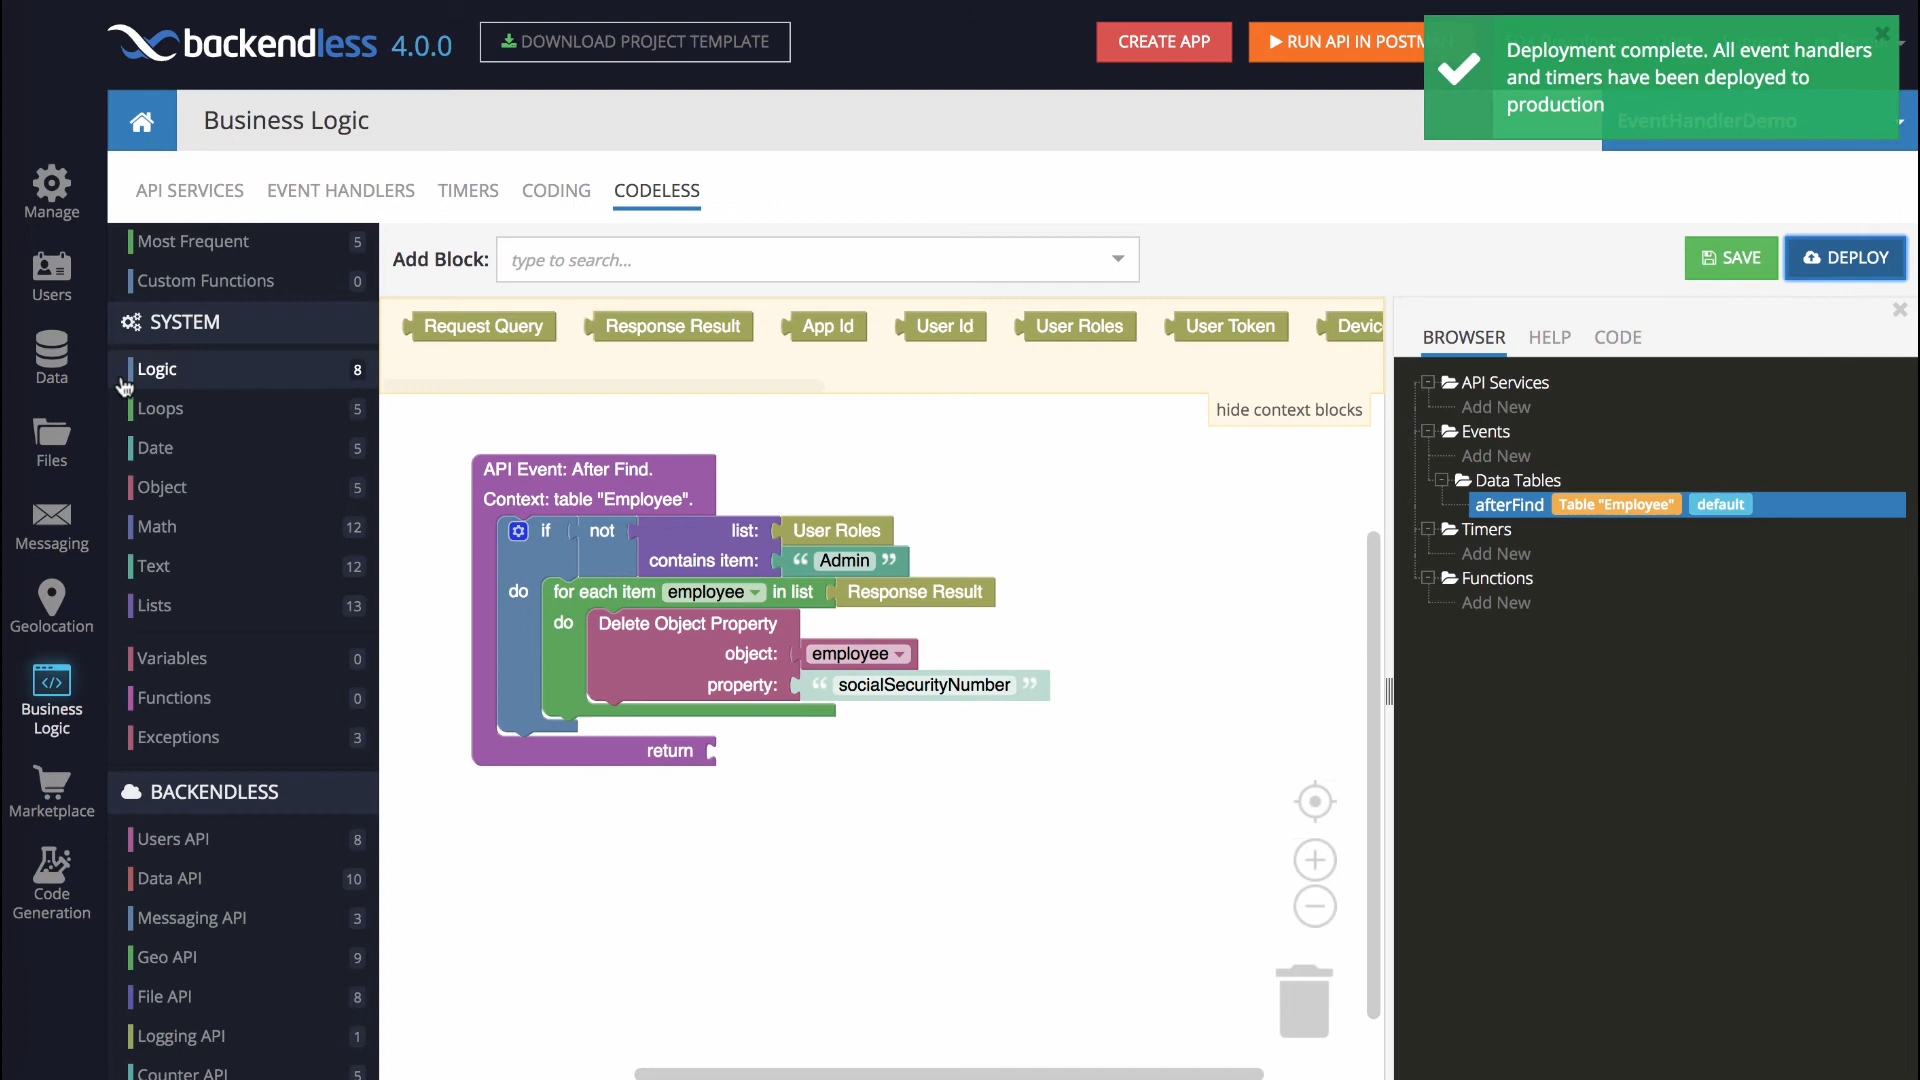 backendless 4.0.0
DOWNLOAD PROJECT TEMPLATE
CREATE APP
RUN API IN POSTM
Deployment complete. All event handlers
and timers have been deployed to
production
EventHandlerDemo
Business Logic
API SERVICES
EVENT HANDLERS
TIMERS
CODING
CODELESS
Manage
Users
Data
Files
Messaging
Geolocation
Business
Logic
Marketplace
Code
Generation
Most Frequent 5
Custom Functions 0
SYSTEM
Logic 8
Loops 5
Date 5
Object 5
Math 12
Text 12
Lists 13
Variables 0
Functions 0
Exceptions 3
BACKENDLESS
Users API 8
Data API 10
Messaging API 3
Geo API 9
File API 8
Logging API 1
Counter API 5
Add Block: type to search...
SAVE
DEPLOY
Request Query
Response Result
App Id
User Id
User Roles
User Token
Devic
hide context blocks
API Event: After Find.
Context: table "Employee".
if not list: User Roles
contains item: “ Admin ”
do for each item employee in list Response Result
do Delete Object Property
object: employee
property: “ socialSecurityNumber ”
return
BROWSER
HELP
CODE
API Services
Add New
Events
Add New
Data Tables
afterFind Table "Employee" default
Timers
Add New
Functions
Add New